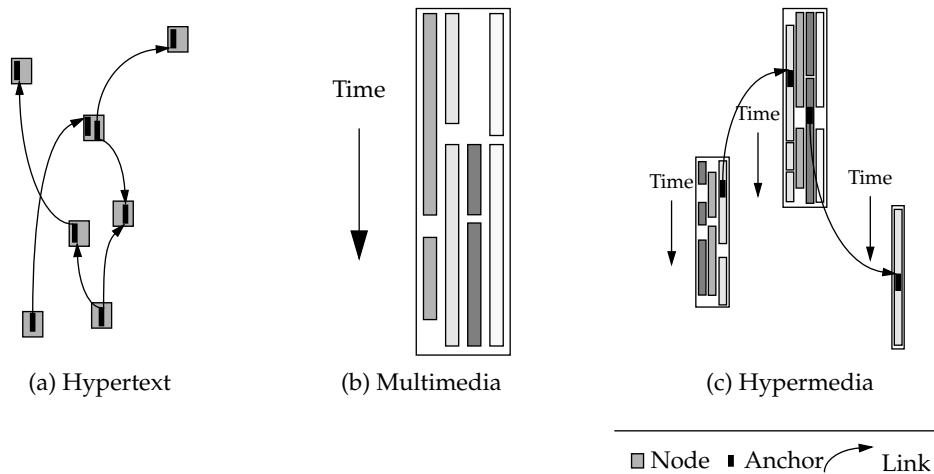 Time
Time
Time
Time
(a) Hypertext
(b) Multimedia
(c) Hypermedia
Node
Anchor
Link